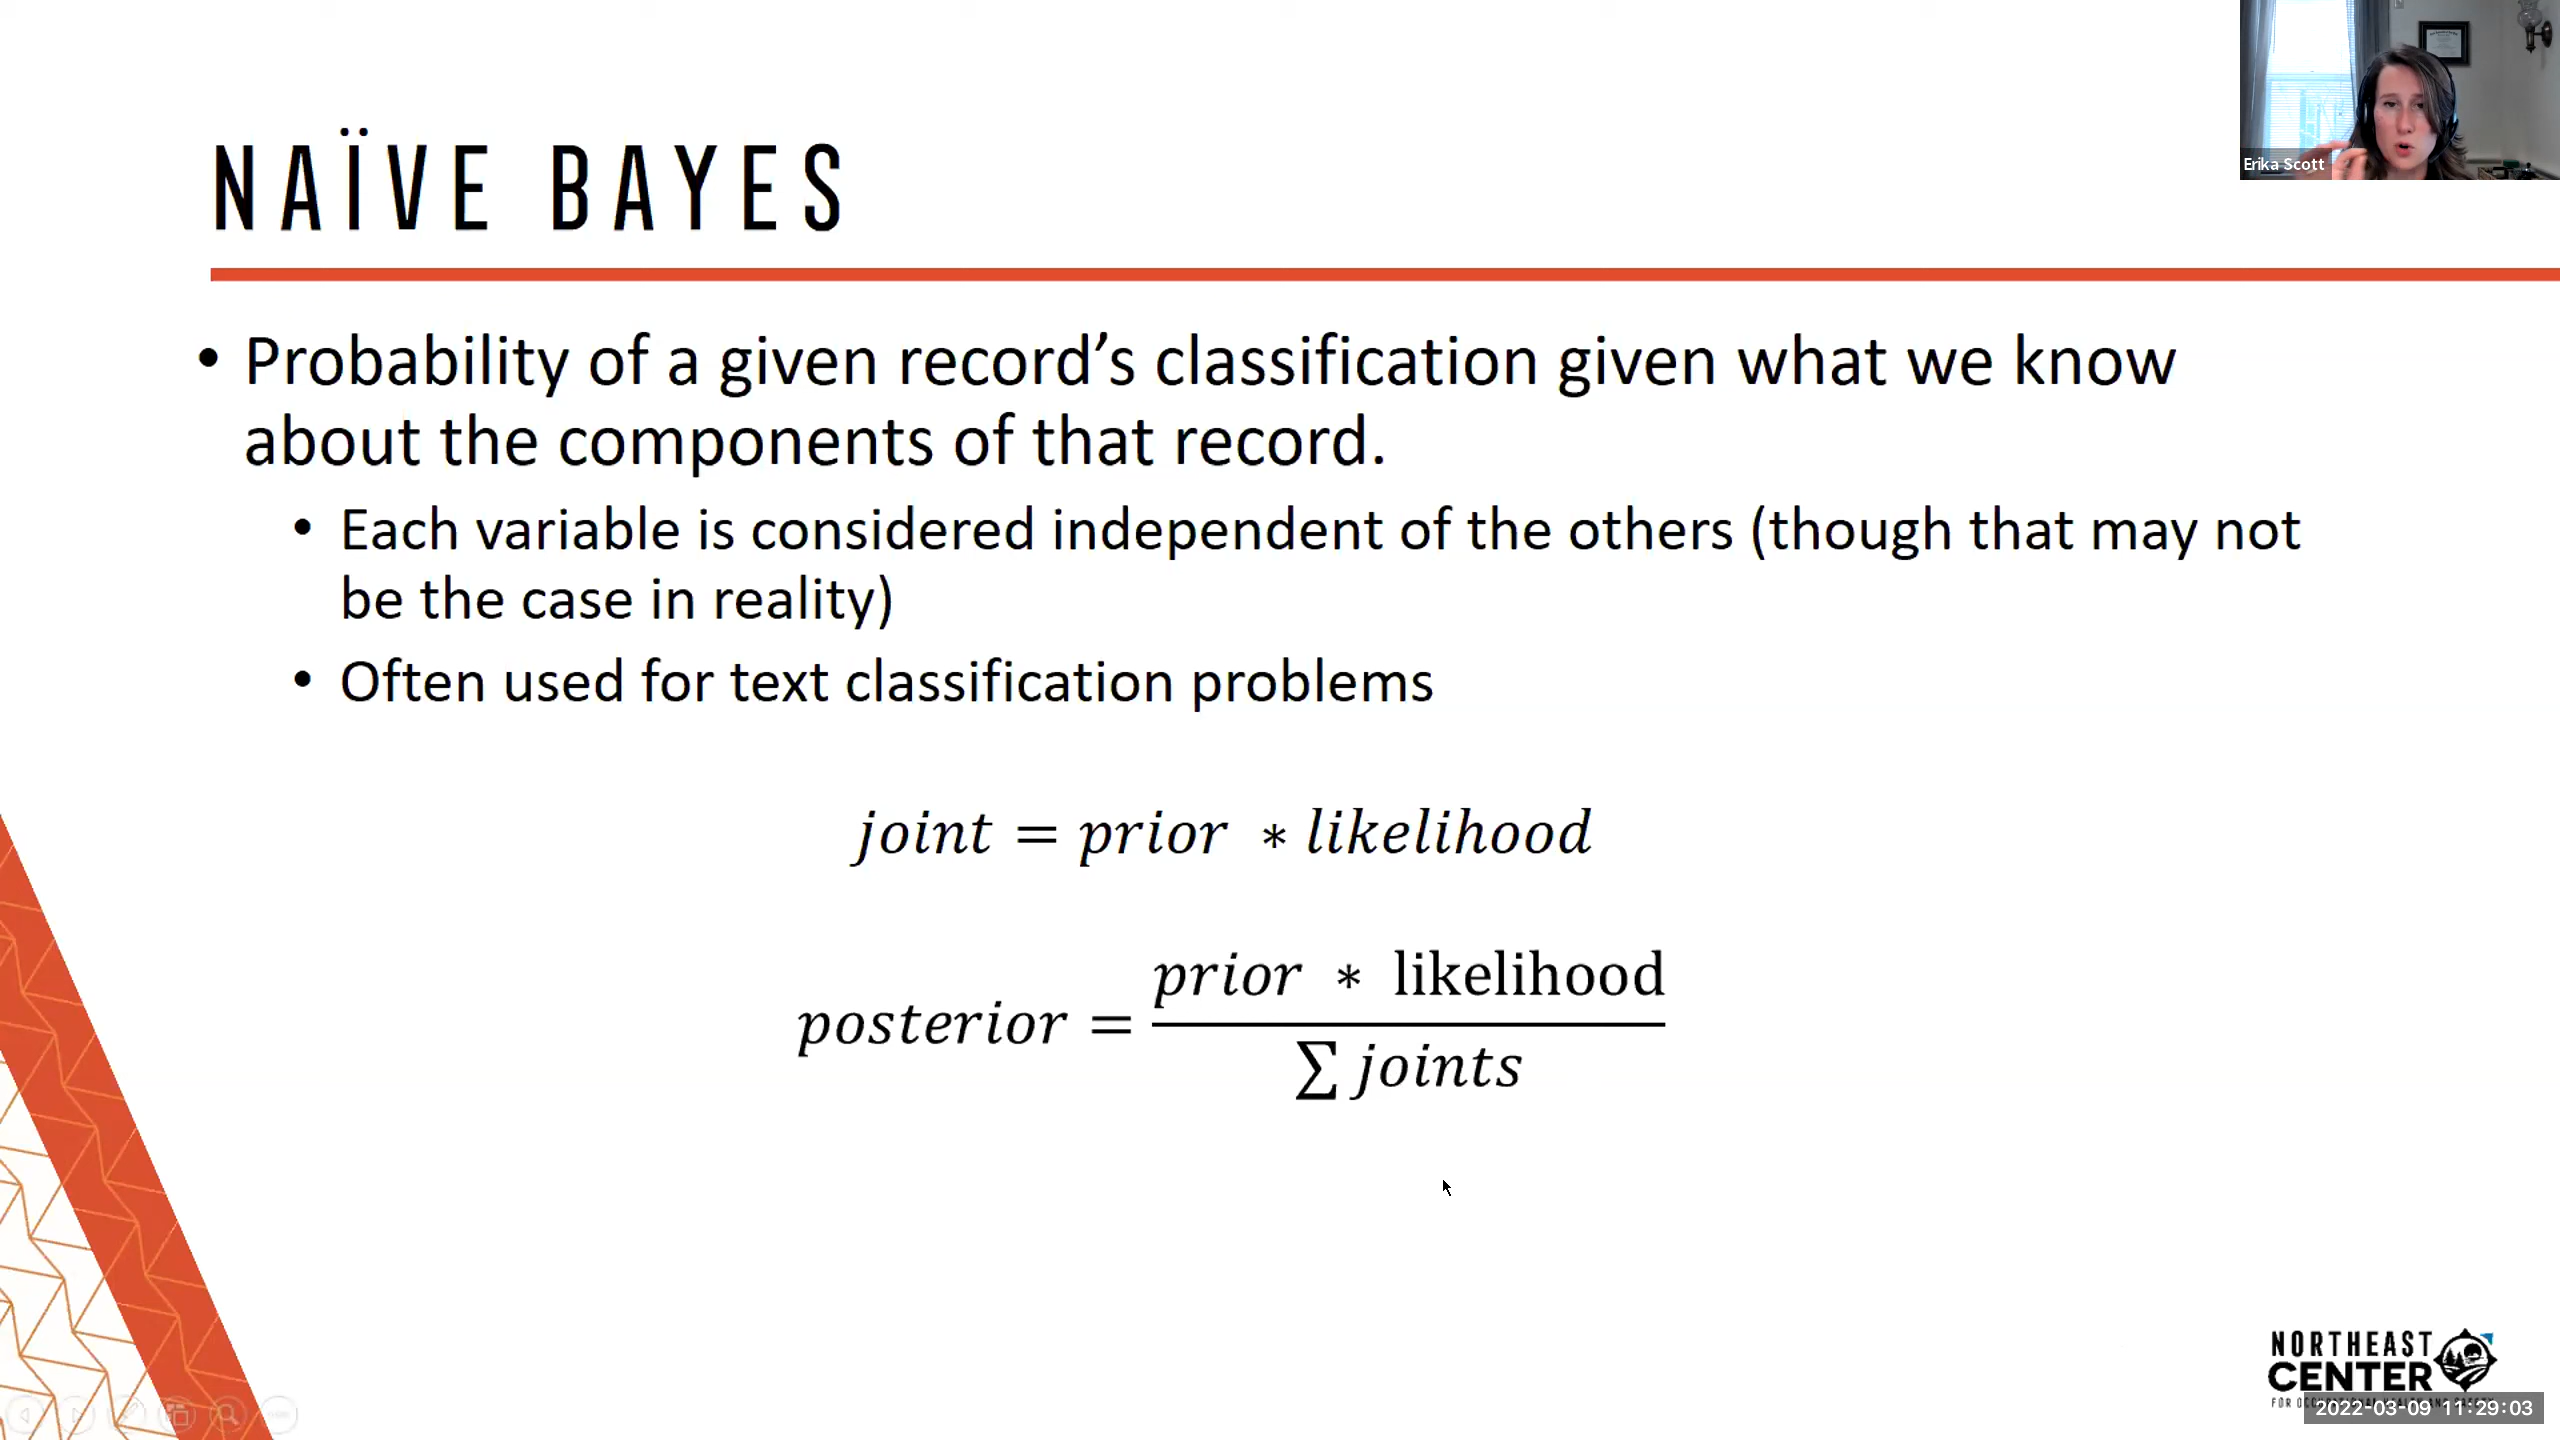 NAÏVE BAYES
Erika Scott
• Probability of a given record’s classification given what we know
about the components of that record.
• Each variable is considered independent of the others (though that may not
be the case in reality)
• Often used for text classification problems
joint = prior * likelihood
posterior = prior * likelihood / ∑ joints
NORTHEAST
CENTER
2022-03-09 11:29:03